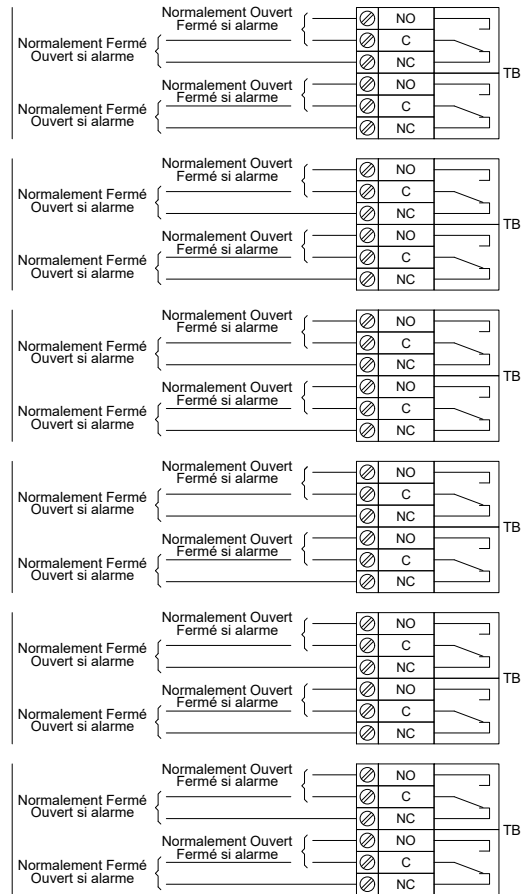 Normalement Ouvert
Fermé si alarme
NO
Normalement Fermé
Ouvert si alarme
C
NC
TB
Normalement Ouvert
Fermé si alarme
NO
Normalement Fermé
Ouvert si alarme
C
NC
Normalement Ouvert
Fermé si alarme
NO
Normalement Fermé
Ouvert si alarme
C
NC
TB
Normalement Ouvert
Fermé si alarme
NO
Normalement Fermé
Ouvert si alarme
C
NC
Normalement Ouvert
Fermé si alarme
NO
Normalement Fermé
Ouvert si alarme
C
NC
TB
Normalement Ouvert
Fermé si alarme
NO
Normalement Fermé
Ouvert si alarme
C
NC
Normalement Ouvert
Fermé si alarme
NO
Normalement Fermé
Ouvert si alarme
C
NC
TB
Normalement Ouvert
Fermé si alarme
NO
Normalement Fermé
Ouvert si alarme
C
NC
Normalement Ouvert
Fermé si alarme
NO
Normalement Fermé
Ouvert si alarme
C
NC
TB
Normalement Ouvert
Fermé si alarme
NO
Normalement Fermé
Ouvert si alarme
C
NC
Normalement Ouvert
Fermé si alarme
NO
Normalement Fermé
Ouvert si alarme
C
NC
TB
Normalement Ouvert
Fermé si alarme
NO
Normalement Fermé
Ouvert si alarme
C
NC